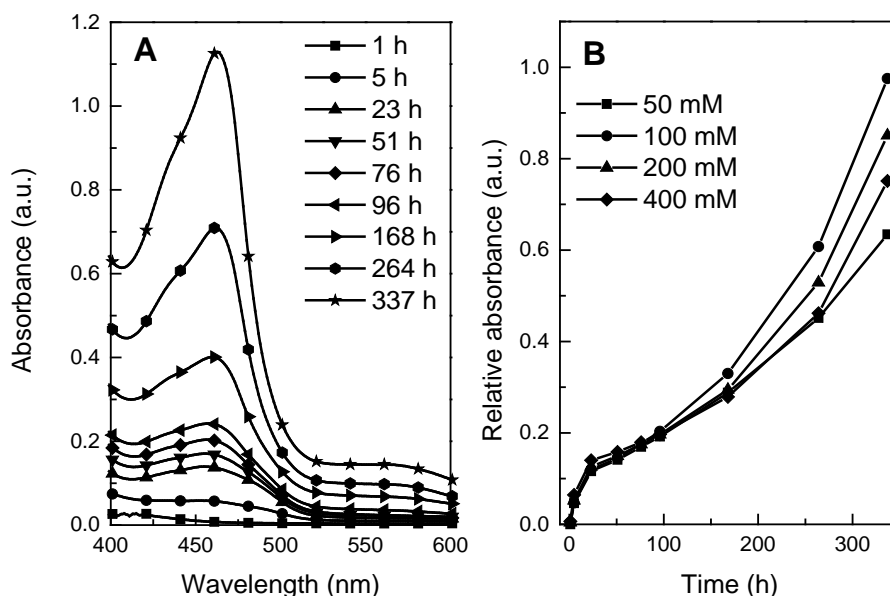 A
1 h
5 h
23 h
51 h
76 h
96 h
168 h
264 h
337 h
1.2
1.0
0.8
0.6
0.4
0.2
0.0
400
450
500
550
600
Absorbance (a.u.)
Wavelength (nm)
B
50 mM
100 mM
200 mM
400 mM
1.0
0.8
0.6
0.4
0.2
0.0
0
100
200
300
Relative absorbance (a.u.)
Time (h)